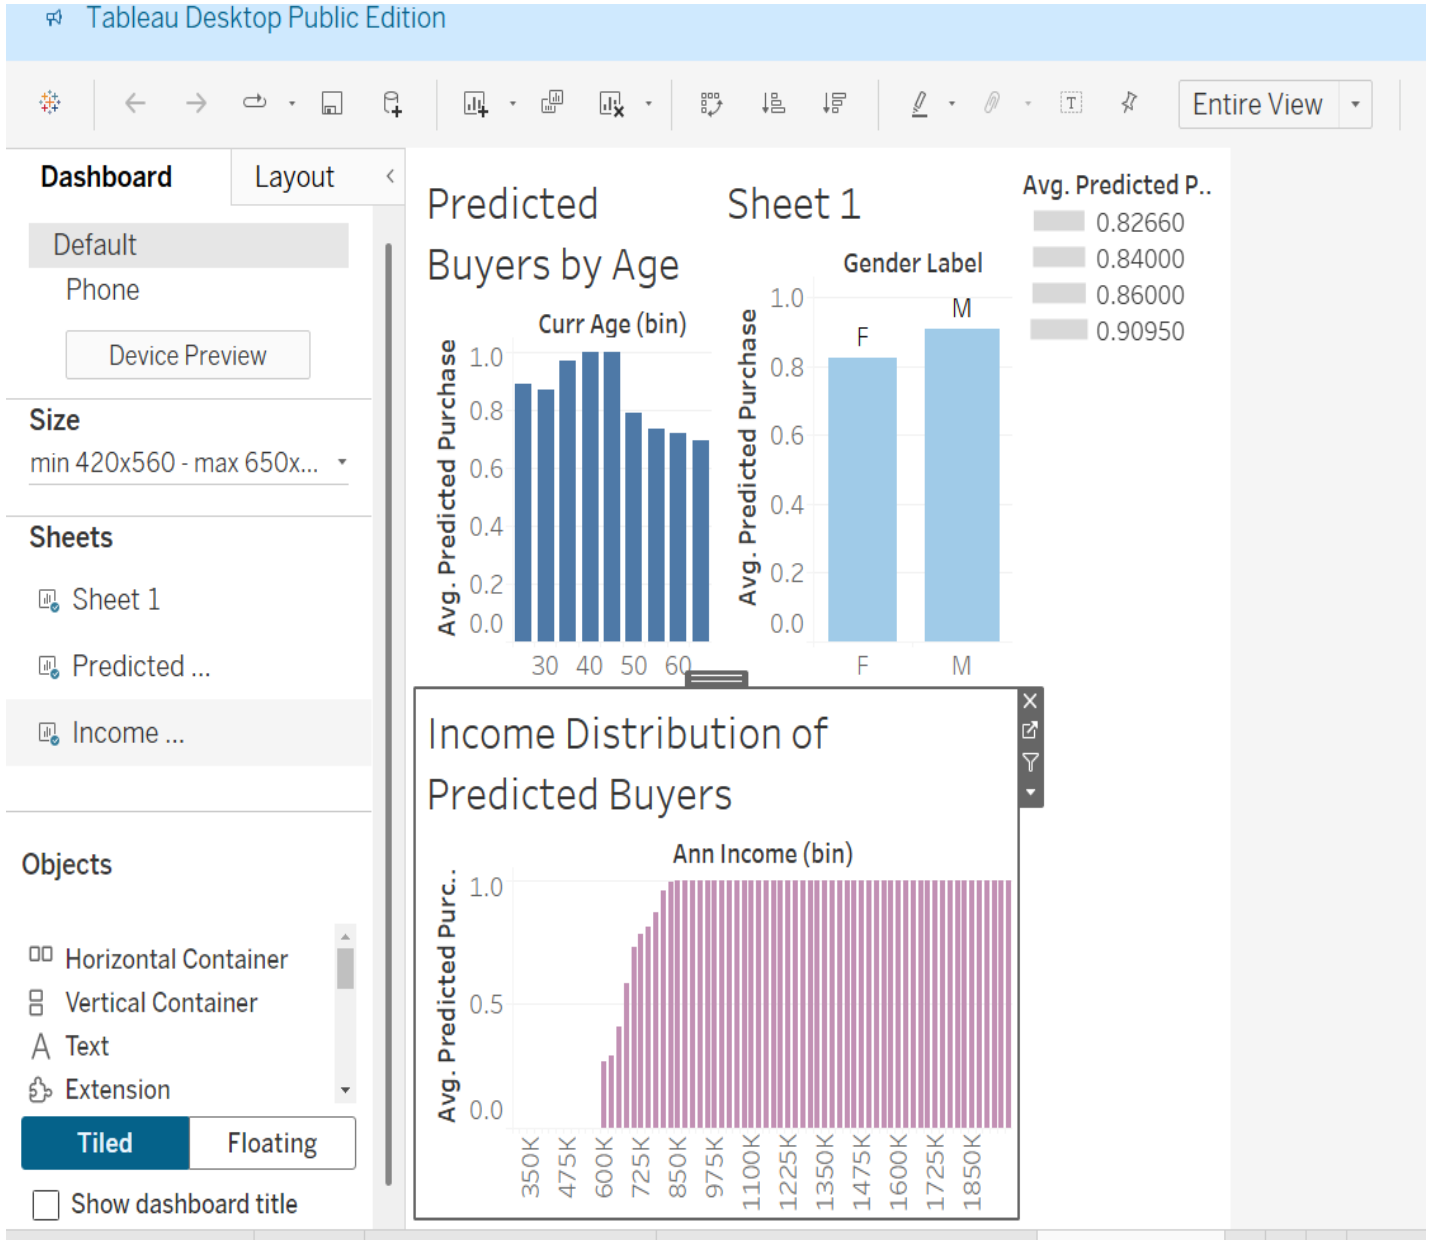 Tableau Desktop Public Edition
Entire View
Dashboard
Layout
Default
Phone
Device Preview
Size
min 420x560 - max 650x...
Sheets
Sheet 1
Predicted ...
Income ...
Objects
Horizontal Container
Vertical Container
Text
Extension
Tiled
Floating
Show dashboard title
Predicted
Buyers by Age
Curr Age (bin)
Avg. Predicted Purchase
1.0
0.8
0.6
0.4
0.2
0.0
30 40 50 60
Sheet 1
Gender Label
Avg. Predicted Purchase
1.0
0.8
0.6
0.4
0.2
0.0
F
M
F M
Avg. Predicted P..
0.82660
0.84000
0.86000
0.90950
Income Distribution of
Predicted Buyers
Ann Income (bin)
Avg. Predicted Purc..
1.0
0.5
0.0
350K
475K
600K
725K
850K
975K
1100K
1225K
1350K
1475K
1600K
1725K
1850K